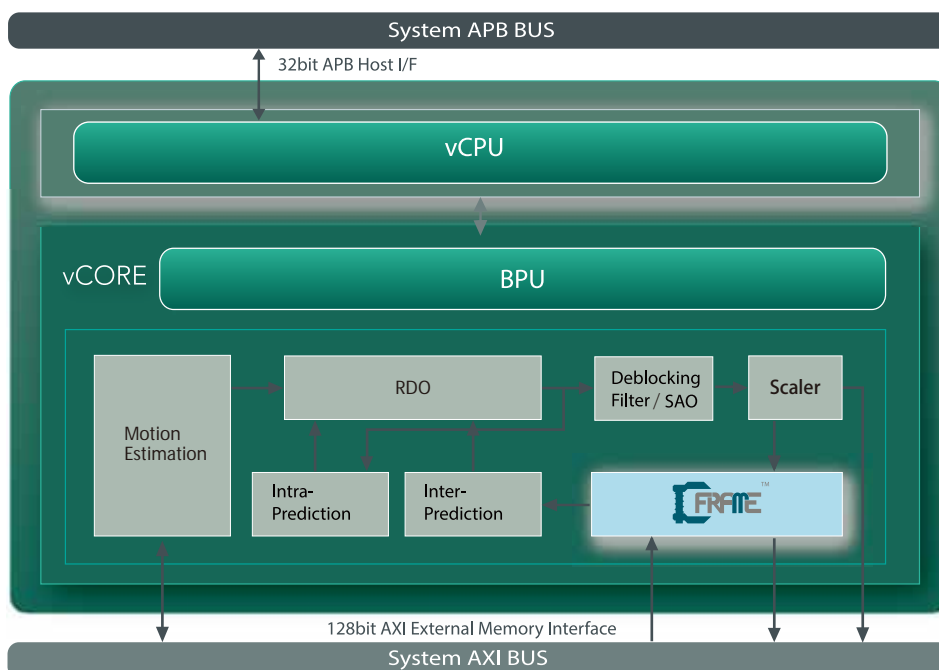 System APB BUS
32bit APB Host I/F
vCPU
vCORE
BPU
RDO
Deblocking
Filter / SAO
Scaler
Motion
Estimation
Intra-
Prediction
Inter-
Prediction
CFRAME™
128bit AXI External Memory Interface
System AXI BUS